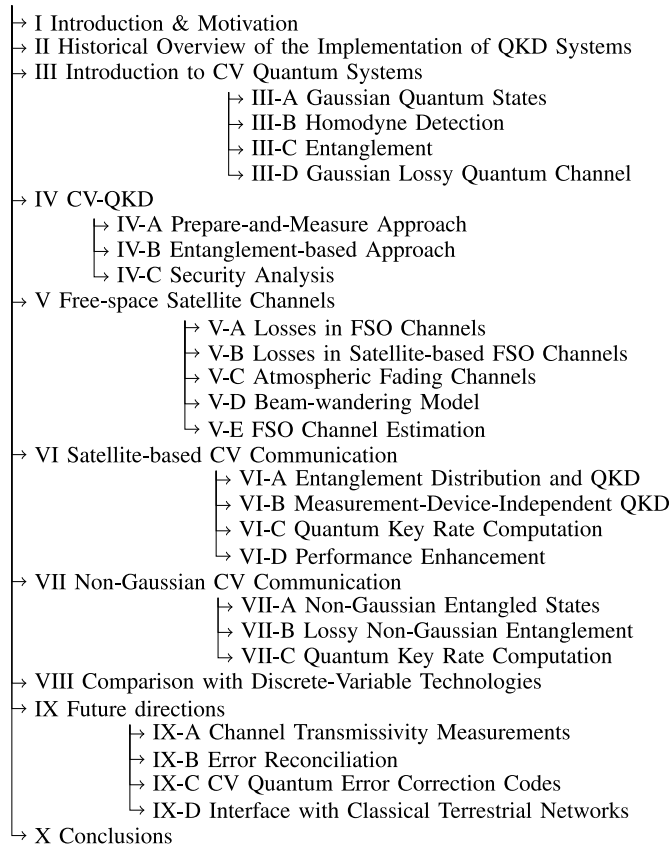 I Introduction & Motivation
II Historical Overview of the Implementation of QKD Systems
III Introduction to CV Quantum Systems
III-A Gaussian Quantum States
III-B Homodyne Detection
III-C Entanglement
III-D Gaussian Lossy Quantum Channel
IV CV-QKD
IV-A Prepare-and-Measure Approach
IV-B Entanglement-based Approach
IV-C Security Analysis
V Free-space Satellite Channels
V-A Losses in FSO Channels
V-B Losses in Satellite-based FSO Channels
V-C Atmospheric Fading Channels
V-D Beam-wandering Model
V-E FSO Channel Estimation
VI Satellite-based CV Communication
VI-A Entanglement Distribution and QKD
VI-B Measurement-Device-Independent QKD
VI-C Quantum Key Rate Computation
VI-D Performance Enhancement
VII Non-Gaussian CV Communication
VII-A Non-Gaussian Entangled States
VII-B Lossy Non-Gaussian Entanglement
VII-C Quantum Key Rate Computation
VIII Comparison with Discrete-Variable Technologies
IX Future directions
IX-A Channel Transmissivity Measurements
IX-B Error Reconciliation
IX-C CV Quantum Error Correction Codes
IX-D Interface with Classical Terrestrial Networks
X Conclusions